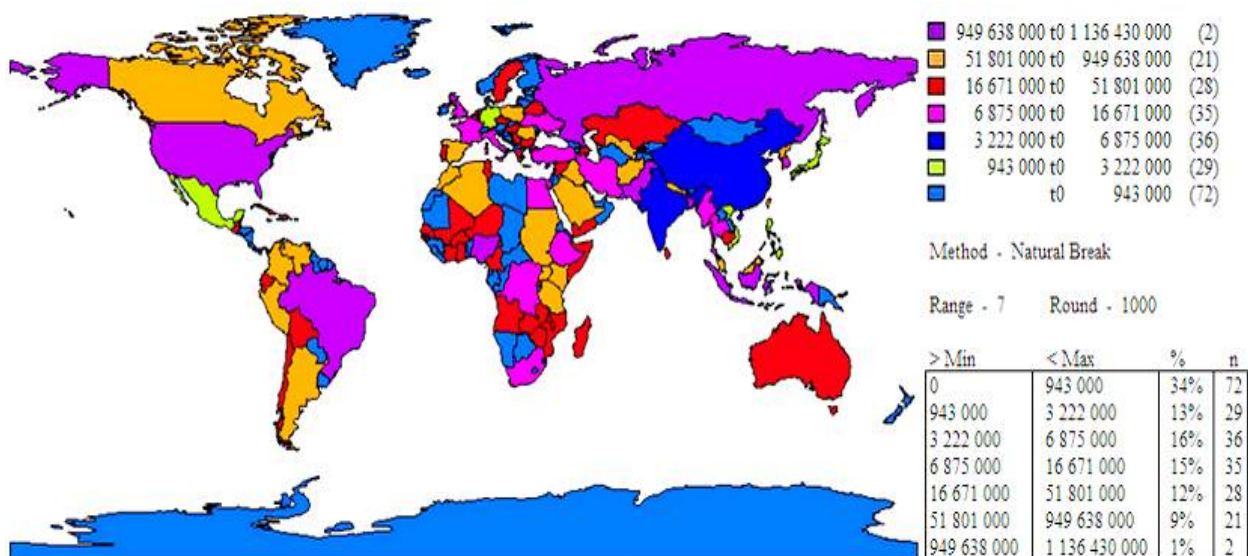 949 638 000 t0 1 136 430 000 (2)
51 801 000 t0 949 638 000 (21)
16 671 000 t0 51 801 000 (28)
6 875 000 t0 16 671 000 (35)
3 222 000 t0 6 875 000 (36)
943 000 t0 3 222 000 (29)
t0 943 000 (72)
Method - Natural Break
Range - 7 Round - 1000
> Min < Max % n
0 943 000 34% 72
943 000 3 222 000 13% 29
3 222 000 6 875 000 16% 36
6 875 000 16 671 000 15% 35
16 671 000 51 801 000 12% 28
51 801 000 949 638 000 9% 21
949 638 000 1 136 430 000 1% 2